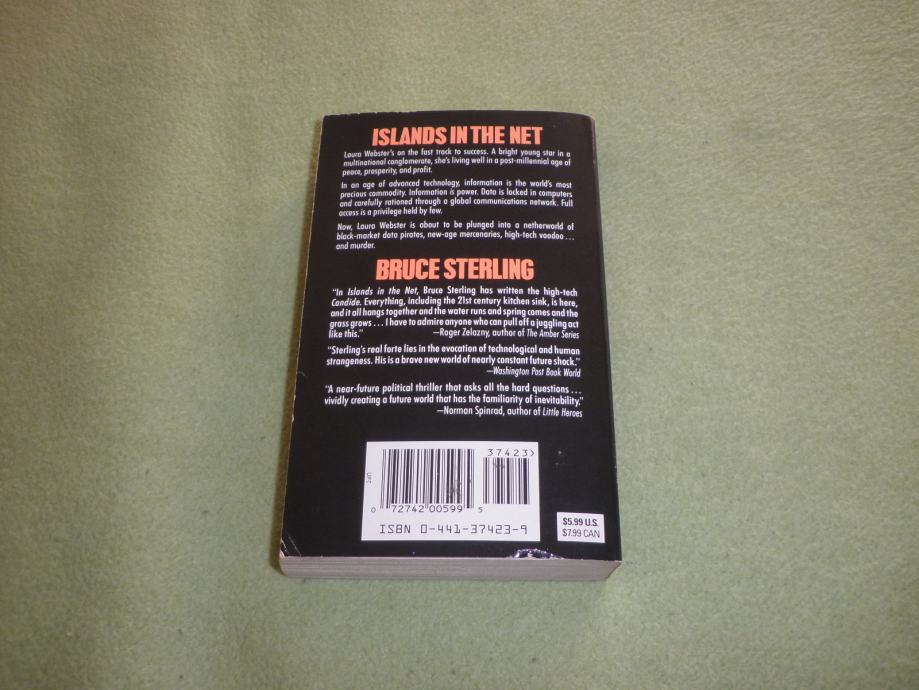 ISLANDS IN THE NET
Laura Webster's on the fast track to success. A bright young star in a
multinational conglomerate, she's living well in a post-millennial age of
peace, prosperity, and profit.
In an age of advanced technology, information is the world's most
precious commodity. Information is power. Data is locked in computers
and carefully rationed through a global communications network. Full
access is a privilege held by few.
Now, Laura Webster is about to be plunged into a netherworld of
black-market data pirates, new-age mercenaries, high-tech voodoo...
and murder.
BRUCE STERLING
"In Islands in the Net, Bruce Sterling has written the high-tech
Candide. Everything, including the 21st century kitchen sink, is here,
and it all hangs together and the water runs and spring comes and the
grass grows... I have to admire anyone who can pull off a juggling act
like this." —Roger Zelazny, author of The Amber Series
"Sterling's real forte lies in the evocation of technological and human
strangeness. His is a brave new world of nearly constant future shock."
—Washington Post Book World
"A near-future political thriller that asks all the hard questions...
vividly creating a future world that has the familiarity of inevitability."
—Norman Spinrad, author of Little Heroes
37423>
UPC
0 72742 00599 5
ISBN 0-441-37423-9
$5.99 U.S.
$7.99 CAN